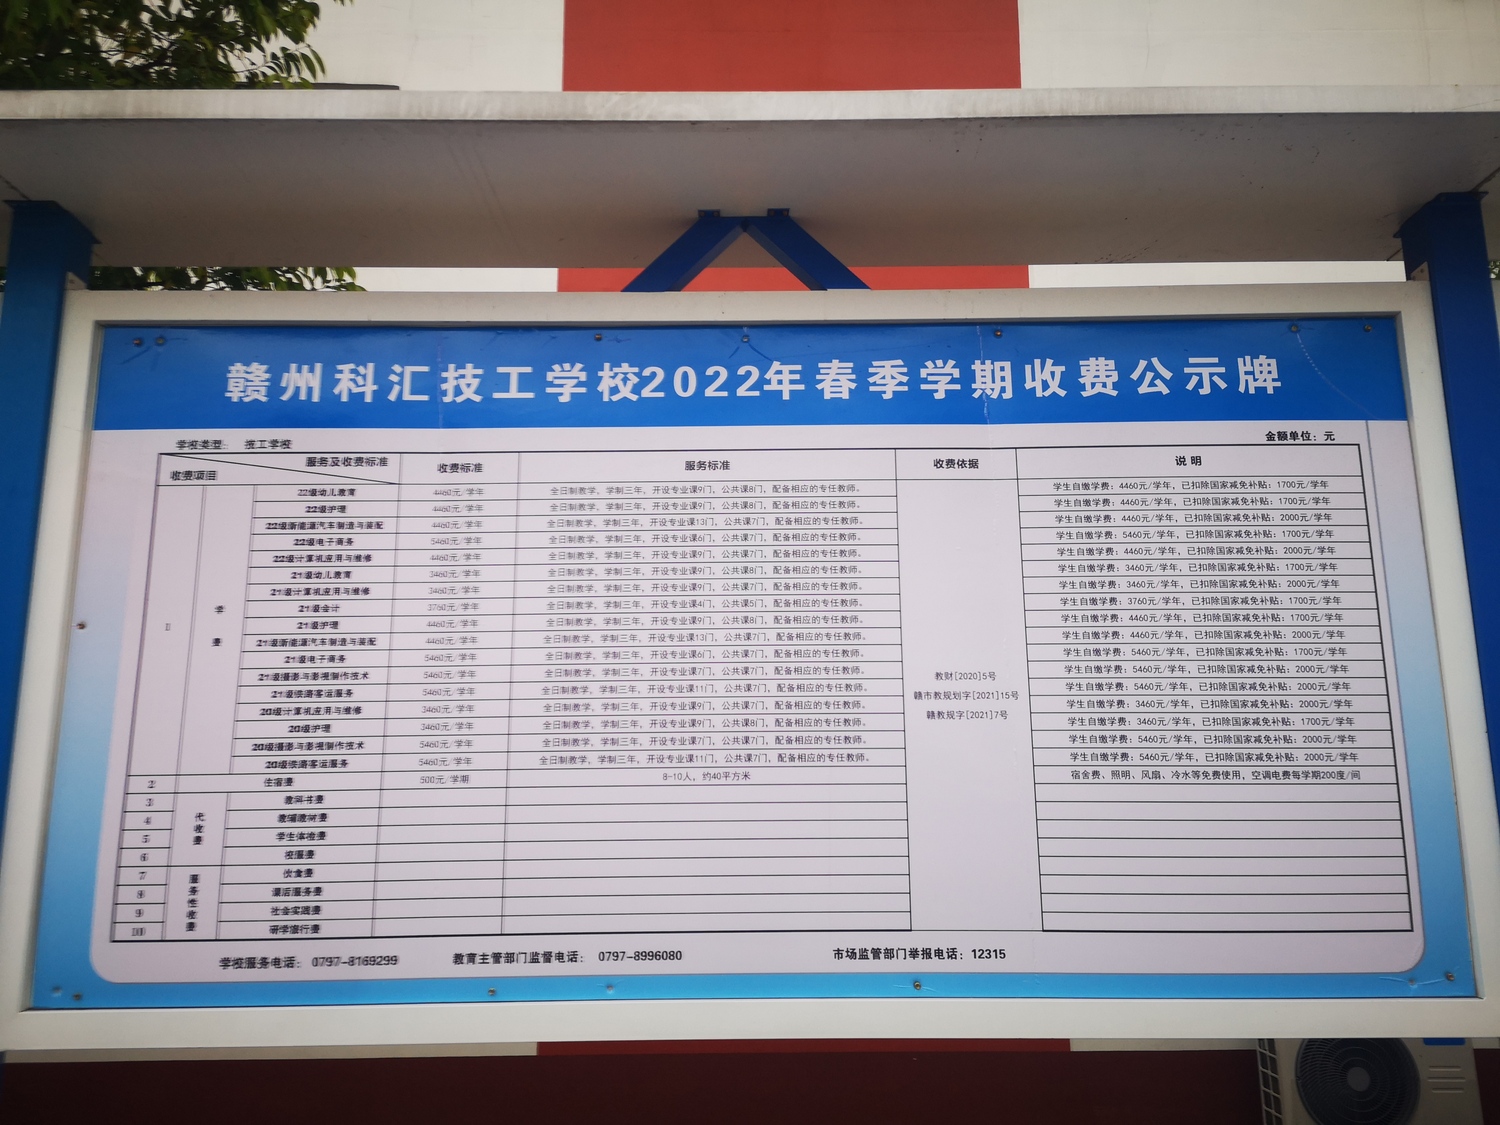 赣州科汇技工学校2022年春季学期收费公示牌
学校类型: 技工学校 金额单位：元
服务及收费标准 收费项目 收费标准 服务标准 收费依据 说 明
1 学费
22级幼儿教育 4460元/学年 全日制教学，学制三年，开设专业课9门，公共课8门，配备相应的专任教师。 学生自缴学费：4460元/学年，已扣除国家减免补贴：1700元/学年
22级护理 4460元/学年 全日制教学，学制三年，开设专业课9门，公共课8门，配备相应的专任教师。 学生自缴学费：4460元/学年，已扣除国家减免补贴：1700元/学年
22级新能源汽车制造与装配 4460元/学年 全日制教学，学制三年，开设专业课13门，公共课7门，配备相应的专任教师。 学生自缴学费：4460元/学年，已扣除国家减免补贴：2000元/学年
22级电子商务 5460元/学年 全日制教学，学制三年，开设专业课6门，公共课7门，配备相应的专任教师。 学生自缴学费：5460元/学年，已扣除国家减免补贴：1700元/学年
22级计算机应用与维修 4460元/学年 全日制教学，学制三年，开设专业课9门，公共课7门，配备相应的专任教师。 学生自缴学费：4460元/学年，已扣除国家减免补贴：2000元/学年
21级幼儿教育 3460元/学年 全日制教学，学制三年，开设专业课9门，公共课8门，配备相应的专任教师。 学生自缴学费：3460元/学年，已扣除国家减免补贴：1700元/学年
21级计算机应用与维修 3460元/学年 全日制教学，学制三年，开设专业课9门，公共课7门，配备相应的专任教师。 学生自缴学费：3460元/学年，已扣除国家减免补贴：2000元/学年
21级会计 3760元/学年 全日制教学，学制三年，开设专业课4门，公共课5门，配备相应的专任教师。 学生自缴学费：3760元/学年，已扣除国家减免补贴：1700元/学年
21级护理 4460元/学年 全日制教学，学制三年，开设专业课9门，公共课8门，配备相应的专任教师。 学生自缴学费：4460元/学年，已扣除国家减免补贴：1700元/学年
21级新能源汽车制造与装配 4460元/学年 全日制教学，学制三年，开设专业课13门，公共课7门，配备相应的专任教师。 学生自缴学费：4460元/学年，已扣除国家减免补贴：2000元/学年
21级电子商务 5460元/学年 全日制教学，学制三年，开设专业课6门，公共课7门，配备相应的专任教师。 学生自缴学费：5460元/学年，已扣除国家减免补贴：1700元/学年
21级摄影与影视制作技术 5460元/学年 全日制教学，学制三年，开设专业课7门，公共课7门，配备相应的专任教师。 学生自缴学费：5460元/学年，已扣除国家减免补贴：2000元/学年
21级铁路客运服务 5460元/学年 全日制教学，学制三年，开设专业课11门，公共课7门，配备相应的专任教师。 学生自缴学费：5460元/学年，已扣除国家减免补贴：2000元/学年
20级计算机应用与维修 3460元/学年 全日制教学，学制三年，开设专业课9门，公共课7门，配备相应的专任教师。 学生自缴学费：3460元/学年，已扣除国家减免补贴：2000元/学年
20级护理 3460元/学年 全日制教学，学制三年，开设专业课9门，公共课8门，配备相应的专任教师。 学生自缴学费：3460元/学年，已扣除国家减免补贴：1700元/学年
20级摄影与影视制作技术 5460元/学年 全日制教学，学制三年，开设专业课7门，公共课7门，配备相应的专任教师。 学生自缴学费：5460元/学年，已扣除国家减免补贴：2000元/学年
20级铁路客运服务 5460元/学年 全日制教学，学制三年，开设专业课11门，公共课7门，配备相应的专任教师。 学生自缴学费：5460元/学年，已扣除国家减免补贴：2000元/学年
教财[2020]5号
赣市教规划字[2021]15号
赣教规字[2021]7号
2 住宿费 500元/学期 8-10人，约40平方米 宿舍费、照明、风扇、冷水等免费使用，空调电费每学期200度/间
代收费
3 教科书费
4 教辅教材费
5 学生体检费
6 校服费
服务性收费
7 伙食费
8 课后服务费
9 社会实践费
10 研学旅行费
学校服务电话： 0797-8169299 教育主管部门监督电话： 0797-8996080 市场监管部门举报电话：12315